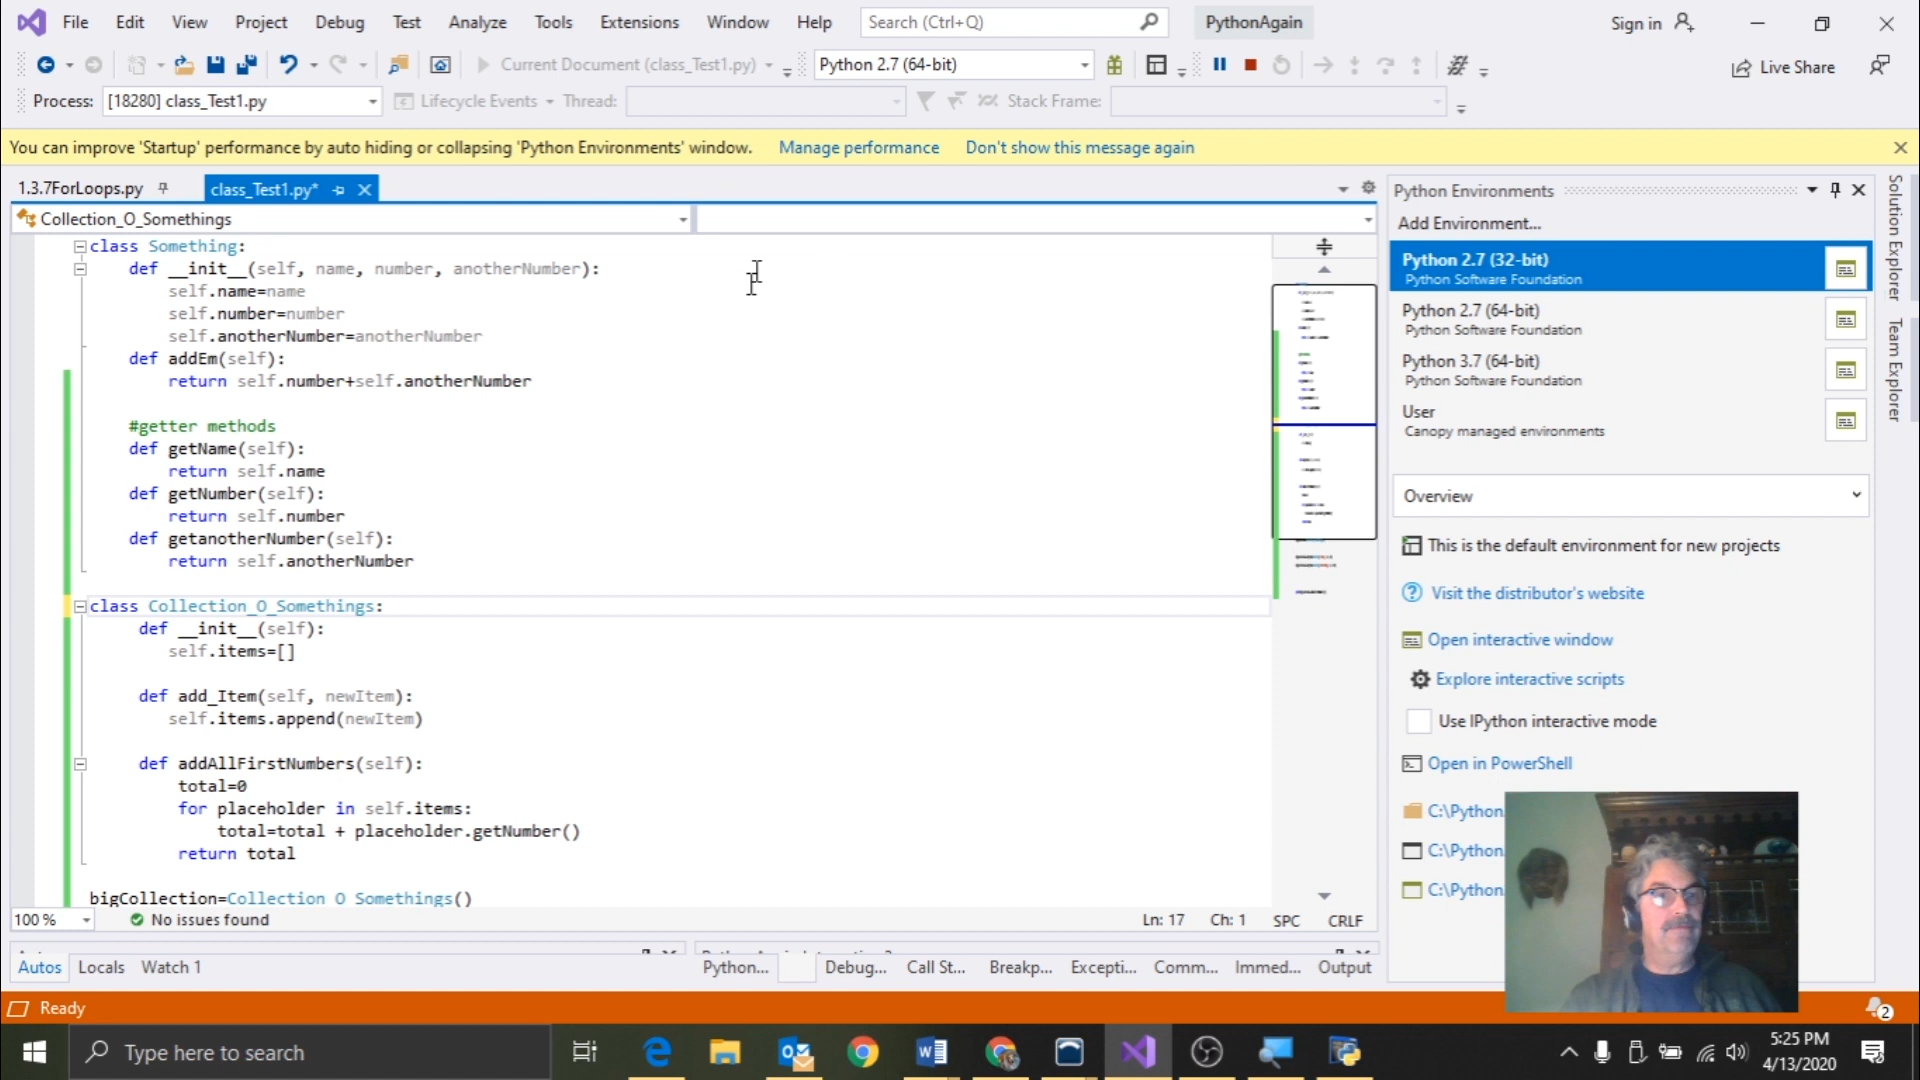 File Edit View Project Debug Test Analyze Tools Extensions Window Help Search (Ctrl+Q) PythonAgain Sign in
Current Document (class_Test1.py) Python 2.7 (64-bit) Live Share
Process: [18280] class_Test1.py Lifecycle Events Thread: Stack Frame:
You can improve 'Startup' performance by auto hiding or collapsing 'Python Environments' window. Manage performance Don't show this message again
1.3.7ForLoops.py class_Test1.py*
Collection_O_Somethings
class Something:
def __init__(self, name, number, anotherNumber):
self.name=name
self.number=number
self.anotherNumber=anotherNumber
def addEm(self):
return self.number+self.anotherNumber
#getter methods
def getName(self):
return self.name
def getNumber(self):
return self.number
def getanotherNumber(self):
return self.anotherNumber
class Collection_O_Somethings:
def __init__(self):
self.items=[]
def add_Item(self, newItem):
self.items.append(newItem)
def addAllFirstNumbers(self):
total=0
for placeholder in self.items:
total=total + placeholder.getNumber()
return total
bigCollection=Collection_O_Somethings()
100 % No issues found Ln: 17 Ch: 1 SPC CRLF
Autos Locals Watch 1
Python... Debug... Call St... Breakp... Excepti... Comm... Immed... Output
Python Environments
Add Environment...
Python 2.7 (32-bit)
Python Software Foundation
Python 2.7 (64-bit)
Python Software Foundation
Python 3.7 (64-bit)
Python Software Foundation
User
Canopy managed environments
Overview
This is the default environment for new projects
Visit the distributor's website
Open interactive window
Explore interactive scripts
Use IPython interactive mode
Open in PowerShell
C:\Python
C:\Python
C:\Python
Solution Explorer
Team Explorer
Ready
2
Type here to search
5:25 PM
4/13/2020